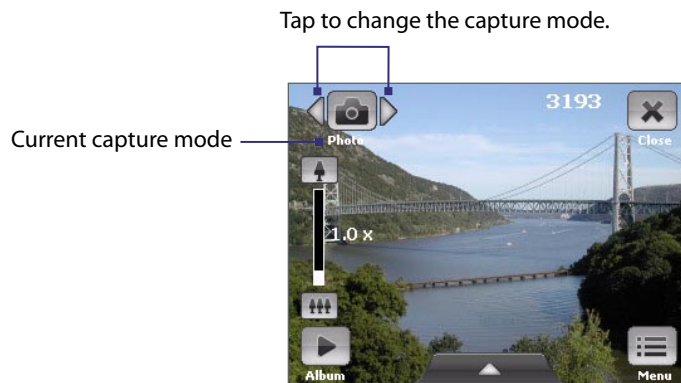 Tap to change the capture mode.
3193
Current capture mode
Photo
Close
1.0 x
Album
Menu